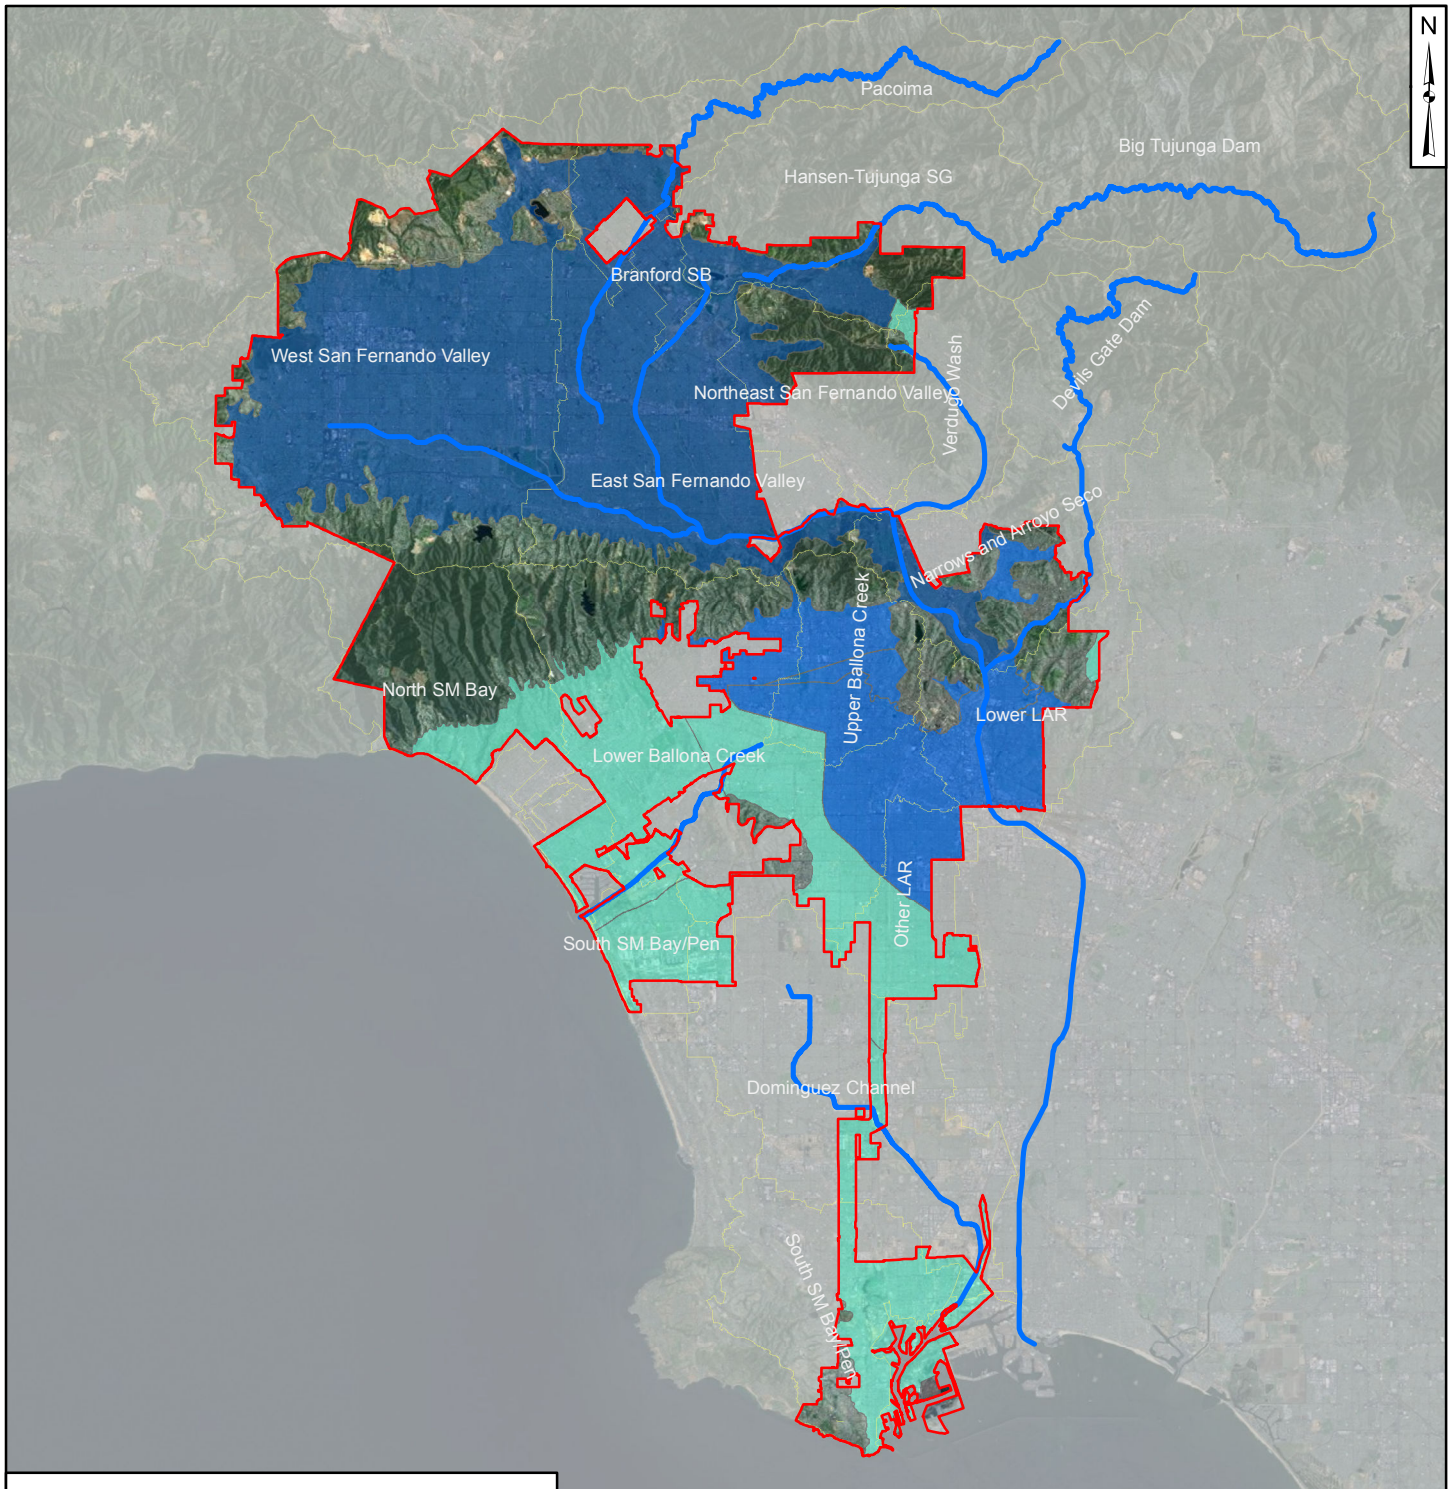 N
Pacoima
Big Tujunga Dam
Hansen-Tujunga SG
Branford SB
Devils Gate Dam
West San Fernando Valley
Verdugo Wash
Northeast San Fernando Valley
East San Fernando Valley
Narrows and Arroyo Seco
Upper Ballona Creek
North SM Bay
Lower LAR
Lower Ballona Creek
Other LAR
South SM Bay/Pen
Dominguez Channel
South SM Bay/Pen